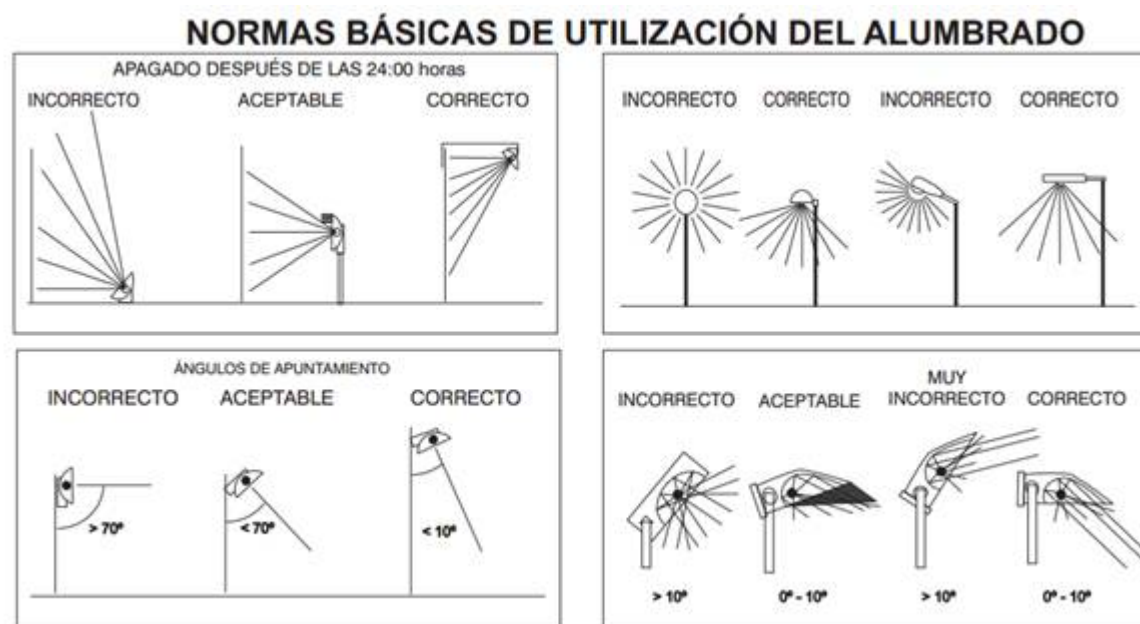 NORMAS BÁSICAS DE UTILIZACIÓN DEL ALUMBRADO
APAGADO DESPUÉS DE LAS 24:00 horas
INCORRECTO ACEPTABLE CORRECTO
INCORRECTO CORRECTO INCORRECTO CORRECTO
ÁNGULOS DE APUNTAMIENTO
INCORRECTO ACEPTABLE CORRECTO
> 70º < 70º < 10º
MUY
INCORRECTO ACEPTABLE INCORRECTO CORRECTO
> 10º 0º - 10º > 10º 0º - 10º